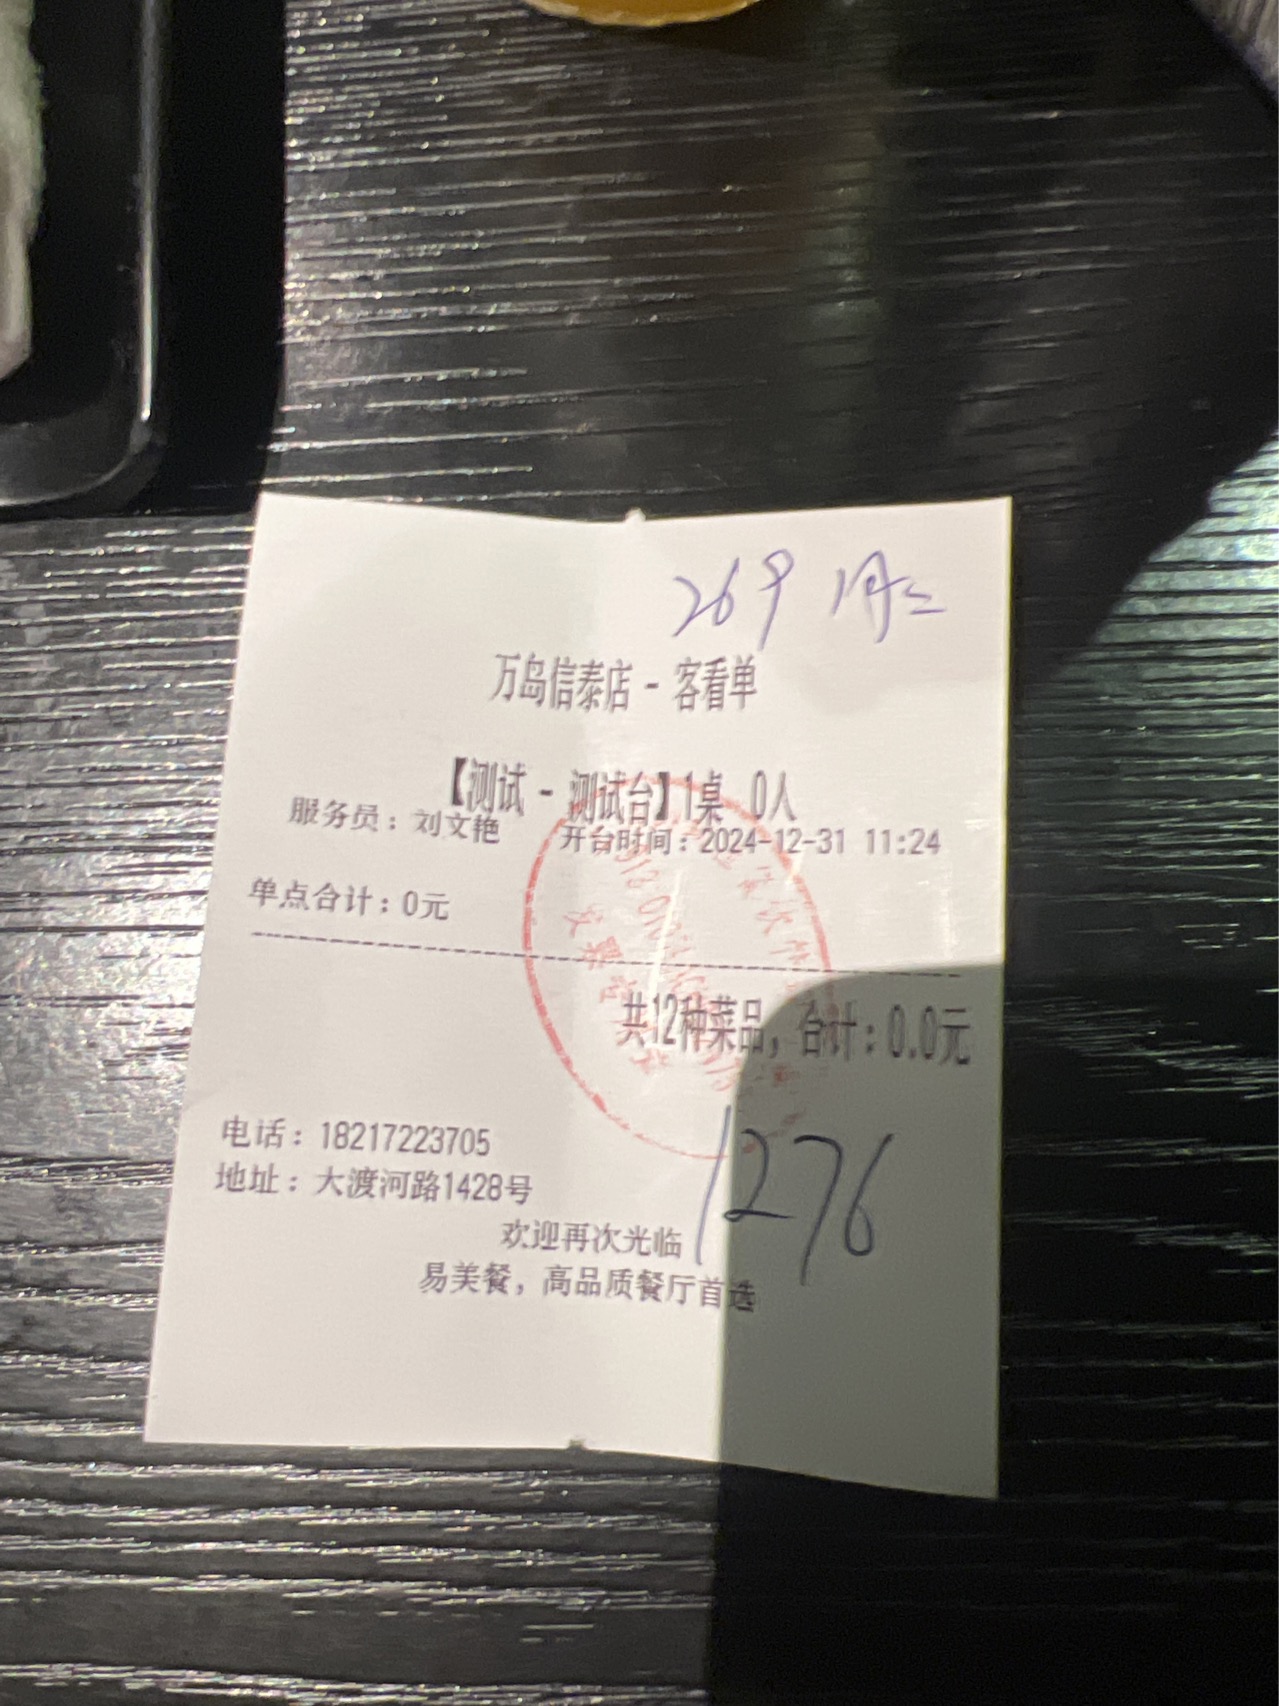 269
万岛信泰店 - 客看单
【测试 - 测试台】1桌 0人
服务员：刘文艳 开台时间：2024-12-31 11:24
单点合计：0元
共12种菜品，合计：0.0元
电话：18217223705
地址：大渡河路1428号
1276
欢迎再次光临
易美餐，高品质餐厅首选